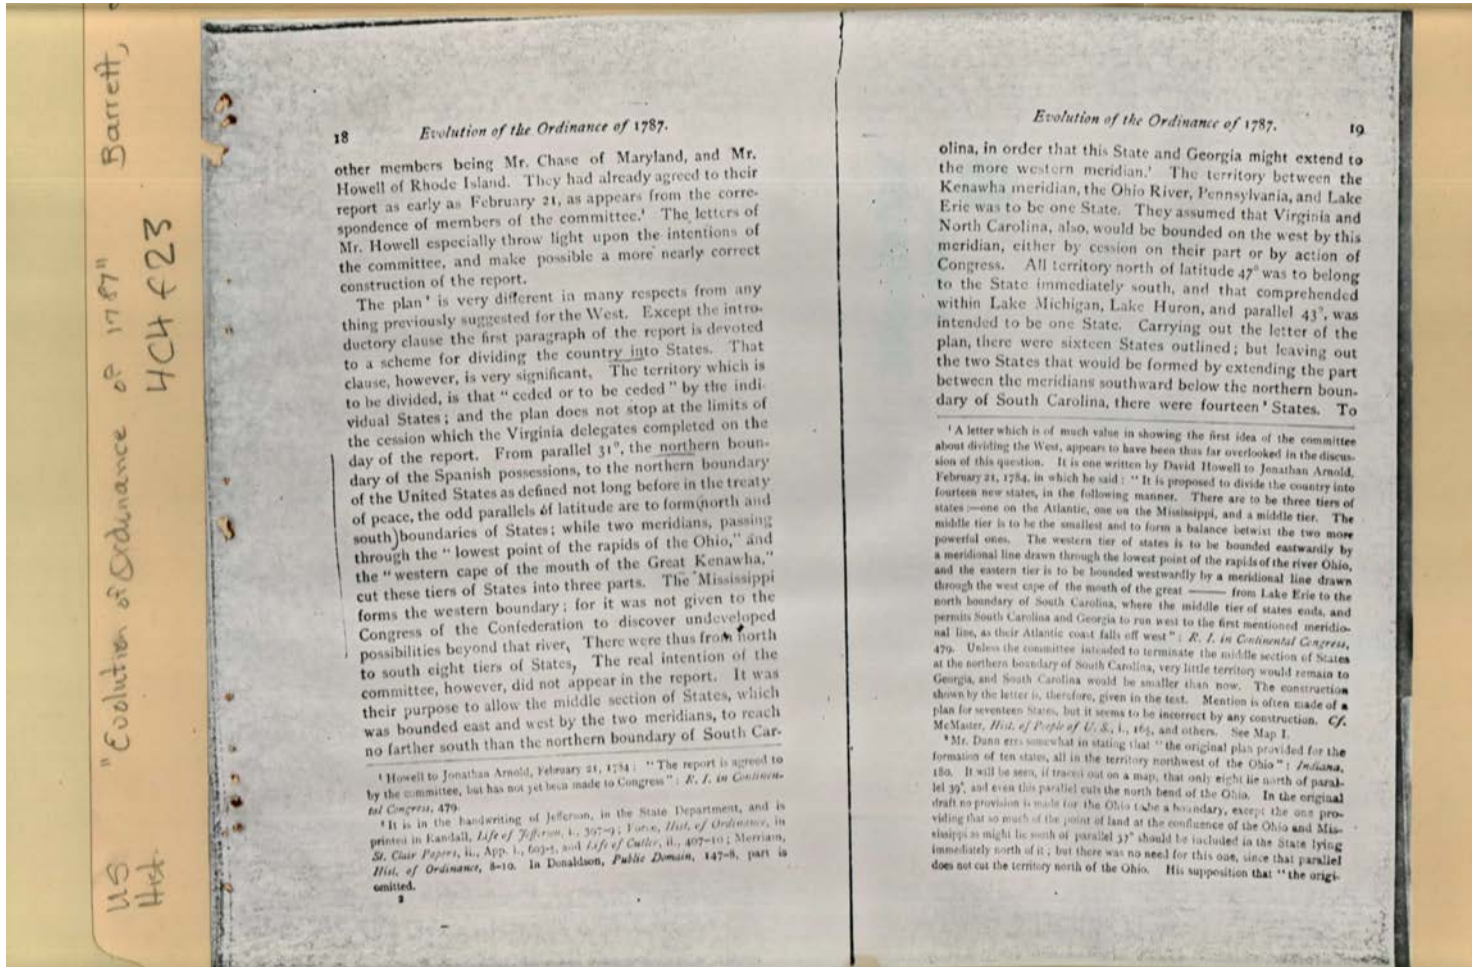 US "Evolution of Ordinance of 1787" Barrett,
Hist. 4C4 f23
18 Evolution of the Ordinance of 1787.
other members being Mr. Chase of Maryland, and Mr.
Howell of Rhode Island. They had already agreed to their
report as early as February 21, as appears from the corre-
spondence of members of the committee.¹ The letters of
Mr. Howell especially throw light upon the intentions of
the committee, and make possible a more nearly correct
construction of the report.
The plan² is very different in many respects from any
thing previously suggested for the West. Except the intro-
ductory clause the first paragraph of the report is devoted
to a scheme for dividing the country into States. That
clause, however, is very significant. The territory which is
to be divided, is that "ceded or to be ceded" by the indi-
vidual States; and the plan does not stop at the limits of
the cession which the Virginia delegates completed on the
day of the report. From parallel 31°, the northern boun-
dary of the Spanish possessions, to the northern boundary
of the United States as defined not long before in the treaty
of peace, the odd parallels of latitude are to form (north and
south) boundaries of States; while two meridians, passing
through the "lowest point of the rapids of the Ohio," and
the "western cape of the mouth of the Great Kenawha,"
cut these tiers of States into three parts. The Mississippi
forms the western boundary; for it was not given to the
Congress of the Confederation to discover undeveloped
possibilities beyond that river, There were thus from north
to south eight tiers of States, The real intention of the
committee, however, did not appear in the report. It was
their purpose to allow the middle section of States, which
was bounded east and west by the two meridians, to reach
no farther south than the northern boundary of South Car-
¹ Howell to Jonathan Arnold, February 21, 1784: "The report is agreed to
by the committee, but has not yet been made to Congress": R. I. in Continen-
tal Congress, 479.
² It is in the handwriting of Jefferson, in the State Department, and is
printed in Randall, Life of Jefferson, i., 397-9; Force, Hist. of Ordinance, in
St. Clair Papers, ii., App. i., 603-5, and Life of Cutler, ii., 407-10; Merriam,
Hist. of Ordinance, 8-10. In Donaldson, Public Domain, 147-8, part is
omitted.
2
Evolution of the Ordinance of 1787. 19
olina, in order that this State and Georgia might extend to
the more western meridian.¹ The territory between the
Kenawha meridian, the Ohio River, Pennsylvania, and Lake
Erie was to be one State. They assumed that Virginia and
North Carolina, also, would be bounded on the west by this
meridian, either by cession on their part or by action of
Congress. All territory north of latitude 47° was to belong
to the State immediately south, and that comprehended
within Lake Michigan, Lake Huron, and parallel 43°, was
intended to be one State. Carrying out the letter of the
plan, there were sixteen States outlined; but leaving out
the two States that would be formed by extending the part
between the meridians southward below the northern boun-
dary of South Carolina, there were fourteen² States. To
¹ A letter which is of much value in showing the first idea of the committee
about dividing the West, appears to have been thus far overlooked in the discus-
sion of this question. It is one written by David Howell to Jonathan Arnold,
February 21, 1784, in which he said: "It is proposed to divide the country into
fourteen new states, in the following manner. There are to be three tiers of
states:—one on the Atlantic, one on the Mississippi, and a middle tier. The
middle tier is to be the smallest and to form a balance betwixt the two more
powerful ones. The western tier of states is to be bounded eastwardly by
a meridional line drawn through the lowest point of the rapids of the river Ohio,
and the eastern tier is to be bounded westwardly by a meridional line drawn
through the west cape of the mouth of the great —— from Lake Erie to the
north boundary of South Carolina, where the middle tier of states ends, and
permits South Carolina and Georgia to run west to the first mentioned meridio-
nal line, as their Atlantic coast falls off west": R. I. in Continental Congress,
479. Unless the committee intended to terminate the middle section of States
at the northern boundary of South Carolina, very little territory would remain to
Georgia, and South Carolina would be smaller than now. The construction
shown by the letter is, therefore, given in the text. Mention is often made of a
plan for seventeen States, but it seems to be incorrect by any construction. Cf.
McMaster, Hist. of People of U. S., i., 165, and others. See Map I.
² Mr. Dunn errs somewhat in stating that "the original plan provided for the
formation of ten states, all in the territory northwest of the Ohio": Indiana,
180. It will be seen, if traced out on a map, that only eight lie north of paral-
lel 39°, and even this parallel cuts the north bend of the Ohio. In the original
draft no provision is made for the Ohio to be a boundary, except the one pro-
viding that so much of the point of land at the confluence of the Ohio and Mis-
sissippi as might lie south of parallel 37° should be included in the State lying
immediately north of it; but there was no need for this one, since that parallel
does not cut the territory north of the Ohio. His supposition that "the origi-